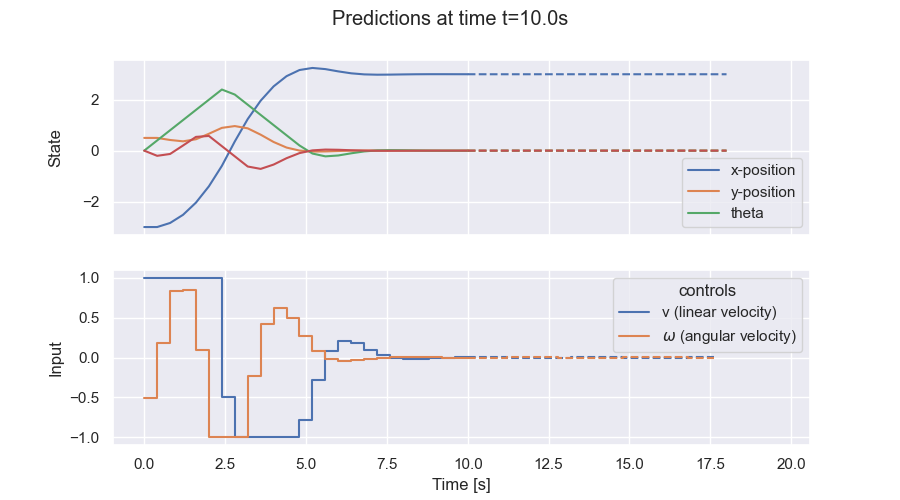 Predictions at time t=10.0s
State
2
0
−2
x-position
y-position
theta
Input
1.0
0.5
0.0
−0.5
−1.0
controls
v (linear velocity)
ω (angular velocity)
0.0 2.5 5.0 7.5 10.0 12.5 15.0 17.5 20.0
Time [s]